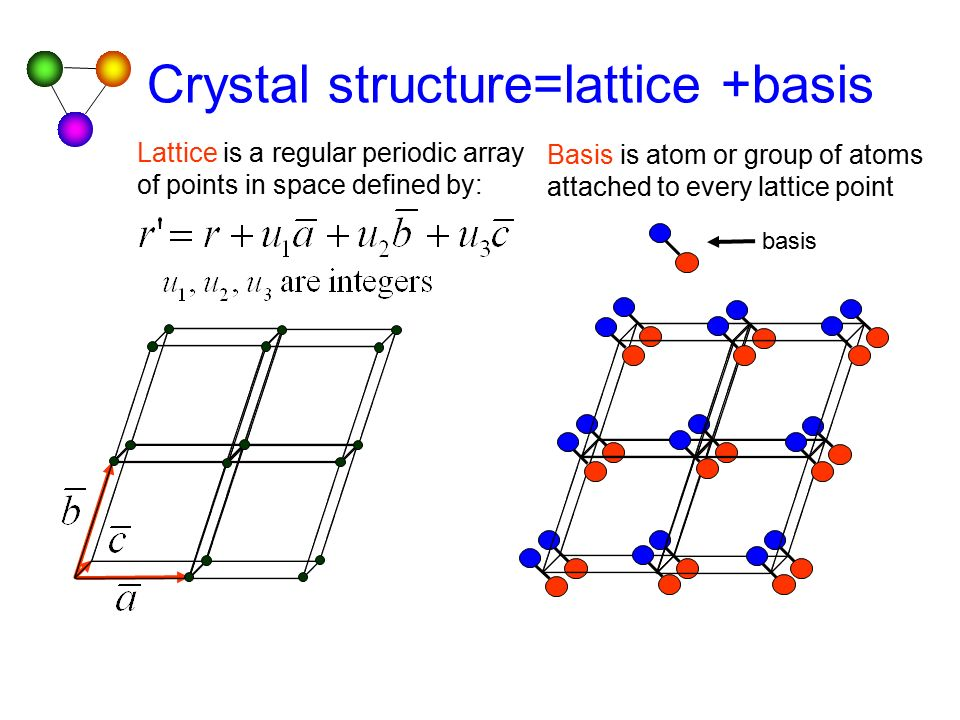 Crystal structure=lattice +basis
Lattice is a regular periodic array
of points in space defined by:
r' = r + u₁a̅ + u₂b̅ + u₃c̅
u₁, u₂, u₃ are integers
Basis is atom or group of atoms
attached to every lattice point
basis
b̅
c̅
a̅